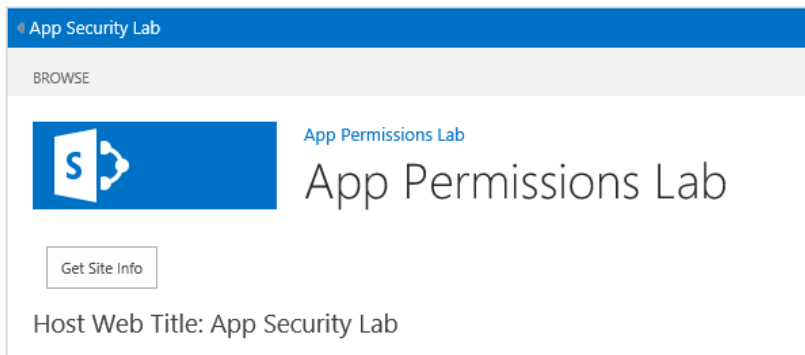 App Security Lab
BROWSE
S
App Permissions Lab
App Permissions Lab
Get Site Info
Host Web Title: App Security Lab